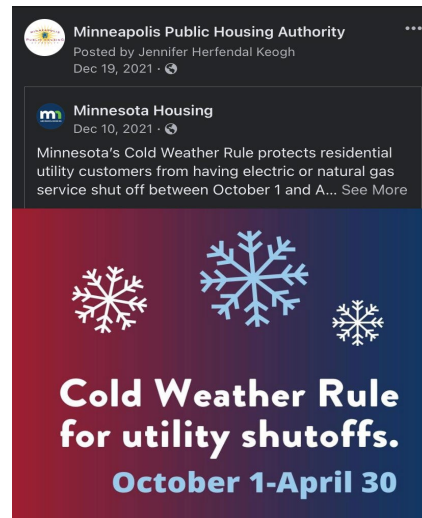 Minneapolis Public Housing Authority
Posted by Jennifer Herfendal Keogh
Dec 19, 2021 ·
Minnesota Housing
Dec 10, 2021 ·
Minnesota's Cold Weather Rule protects residential
utility customers from having electric or natural gas
service shut off between October 1 and A... See More
Cold Weather Rule
for utility shutoffs.
October 1-April 30